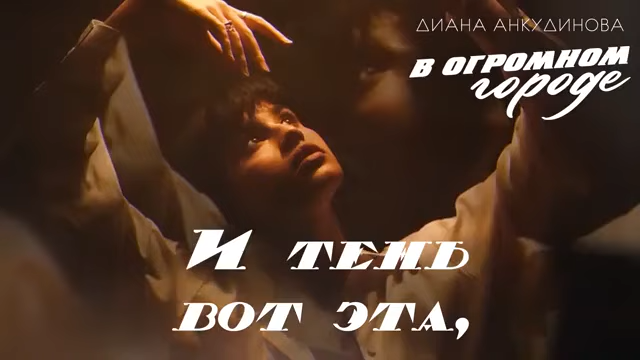 ДИАНА АНКУДИНОВА
В ОГРОМНОМ
городе
И ТЕНЬ
ВОТ ЭТА,